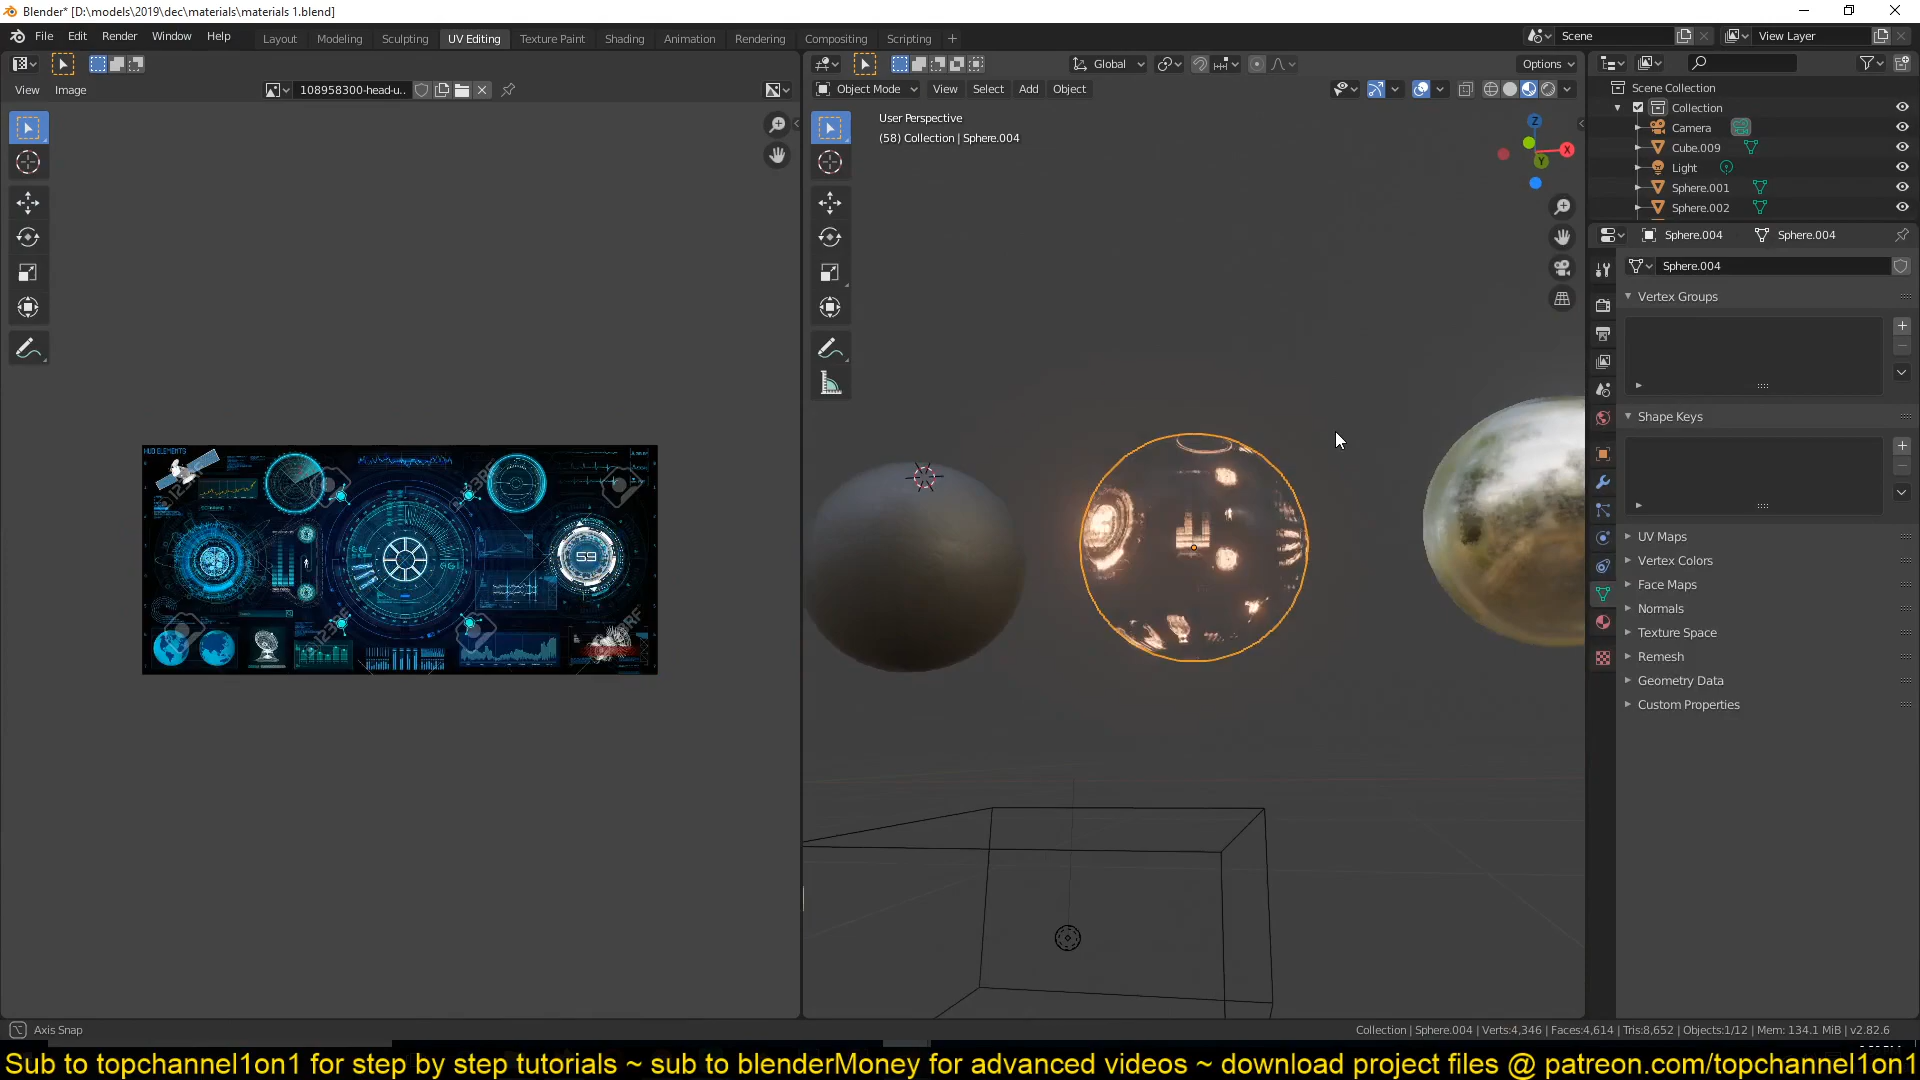 Blender* [D:\models\2019\dec\materials\materials 1.blend]
File Edit Render Window Help
Layout Modeling Sculpting UV Editing Texture Paint Shading Animation Rendering Compositing Scripting +
Scene
View Layer
Global
Options
View Image
108958300-head-u..
Object Mode View Select Add Object
User Perspective
(58) Collection | Sphere.004
Z
X
Y
Scene Collection
Collection
Camera
Cube.009
Light
Sphere.001
Sphere.002
Sphere.004 Sphere.004
Sphere.004
Vertex Groups
Shape Keys
UV Maps
Vertex Colors
Face Maps
Normals
Texture Space
Remesh
Geometry Data
Custom Properties
HUD ELEMENTS
59
Axis Snap
Collection | Sphere.004 | Verts:4,346 | Faces:4,614 | Tris:8,652 | Objects:1/12 | Mem: 134.1 MiB | v2.82.6
Sub to topchannel1on1 for step by step tutorials ~ sub to blenderMoney for advanced videos ~ download project files @ patreon.com/topchannel1on1